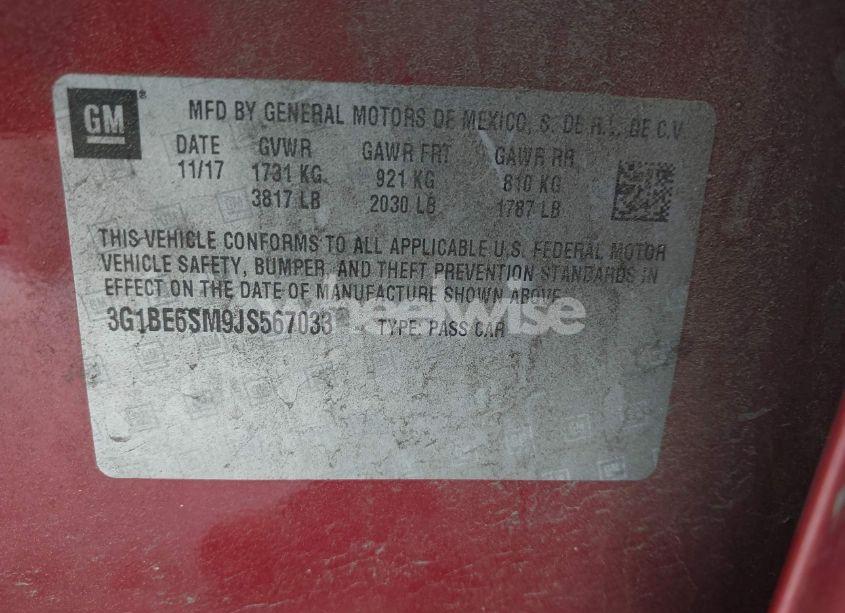 GM
MFD BY GENERAL MOTORS DE MEXICO, S. DE R.L. DE C.V.
DATE GVWR GAWR FRT GAWR RR
11/17 1731 KG 921 KG 810 KG
3817 LB 2030 LB 1787 LB
THIS VEHICLE CONFORMS TO ALL APPLICABLE U.S. FEDERAL MOTOR
VEHICLE SAFETY, BUMPER, AND THEFT PREVENTION STANDARDS IN
EFFECT ON THE DATE OF MANUFACTURE SHOWN ABOVE.
3G1BE6SM9JS567033 TYPE: PASS CAR
wheelwise